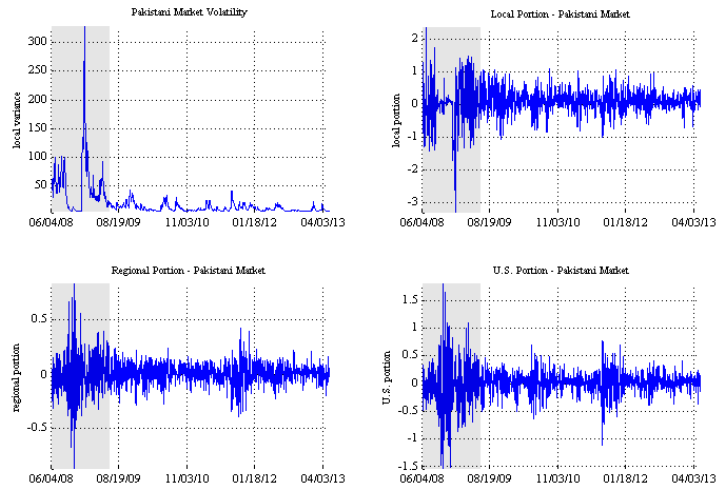 Pakistani Market Volatility
local variance
300
250
200
150
100
50
06/04/08 08/19/09 11/03/10 01/18/12 04/03/13
Local Portion - Pakistani Market
local portion
2
1
0
-1
-2
-3
06/04/08 08/19/09 11/03/10 01/18/12 04/03/13
Regional Portion - Pakistani Market
regional portion
0.5
0
-0.5
06/04/08 08/19/09 11/03/10 01/18/12 04/03/13
U.S. Portion - Pakistani Market
U.S. portion
1.5
1
0.5
0
-0.5
-1
-1.5
06/04/08 08/19/09 11/03/10 01/18/12 04/03/13